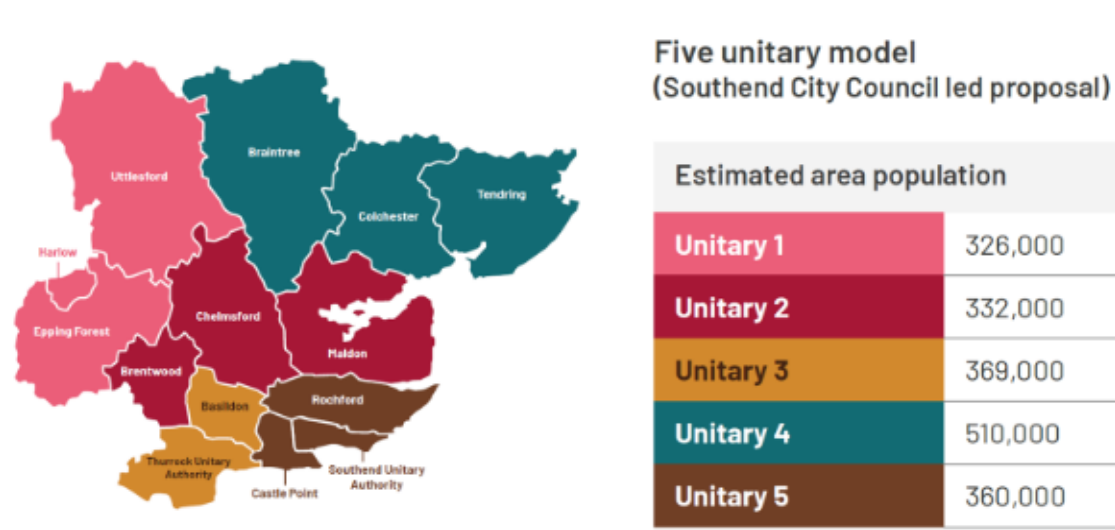 Five unitary model
(Southend City Council led proposal)
Estimated area population
Unitary 1 326,000
Unitary 2 332,000
Unitary 3 369,000
Unitary 4 510,000
Unitary 5 360,000
Uttlesford
Braintree
Colchester
Tendring
Harlow
Epping Forest
Chelmsford
Maldon
Brentwood
Basildon
Rochford
Thurrock Unitary
Authority
Castle Point
Southend Unitary
Authority